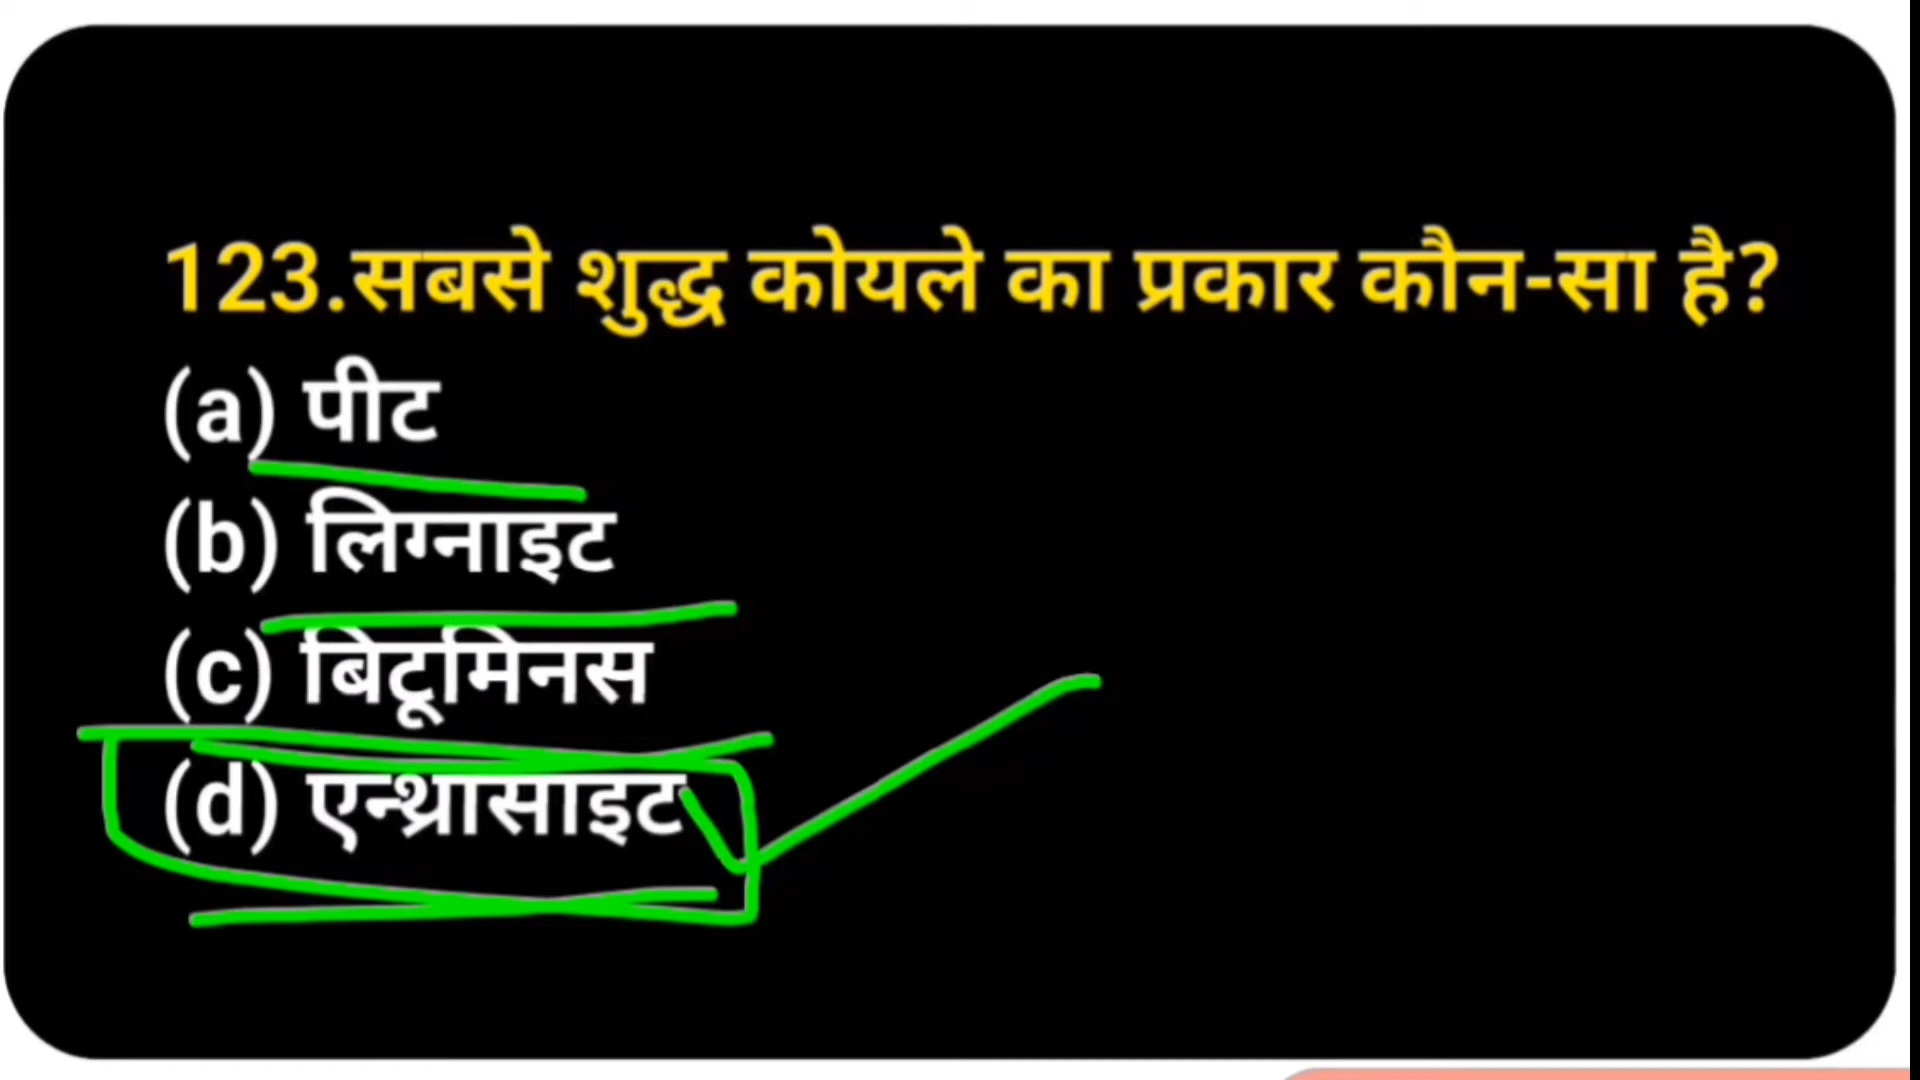 123.सबसे शुद्ध कोयले का प्रकार कौन-सा है?
(a) पीट
(b) लिग्नाइट
(c) बिटूमिनस
(d) एन्थ्रासाइट